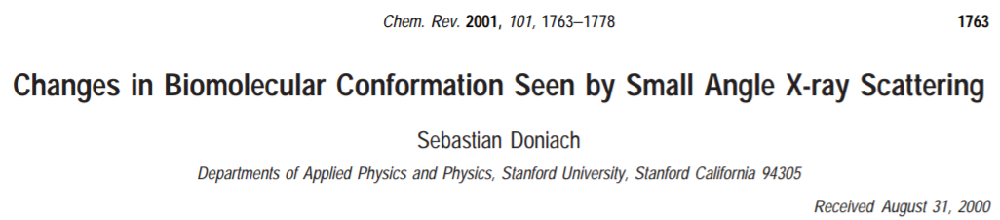 Chem. Rev. 2001, 101, 1763–1778 1763
Changes in Biomolecular Conformation Seen by Small Angle X-ray Scattering
Sebastian Doniach
Departments of Applied Physics and Physics, Stanford University, Stanford California 94305
Received August 31, 2000